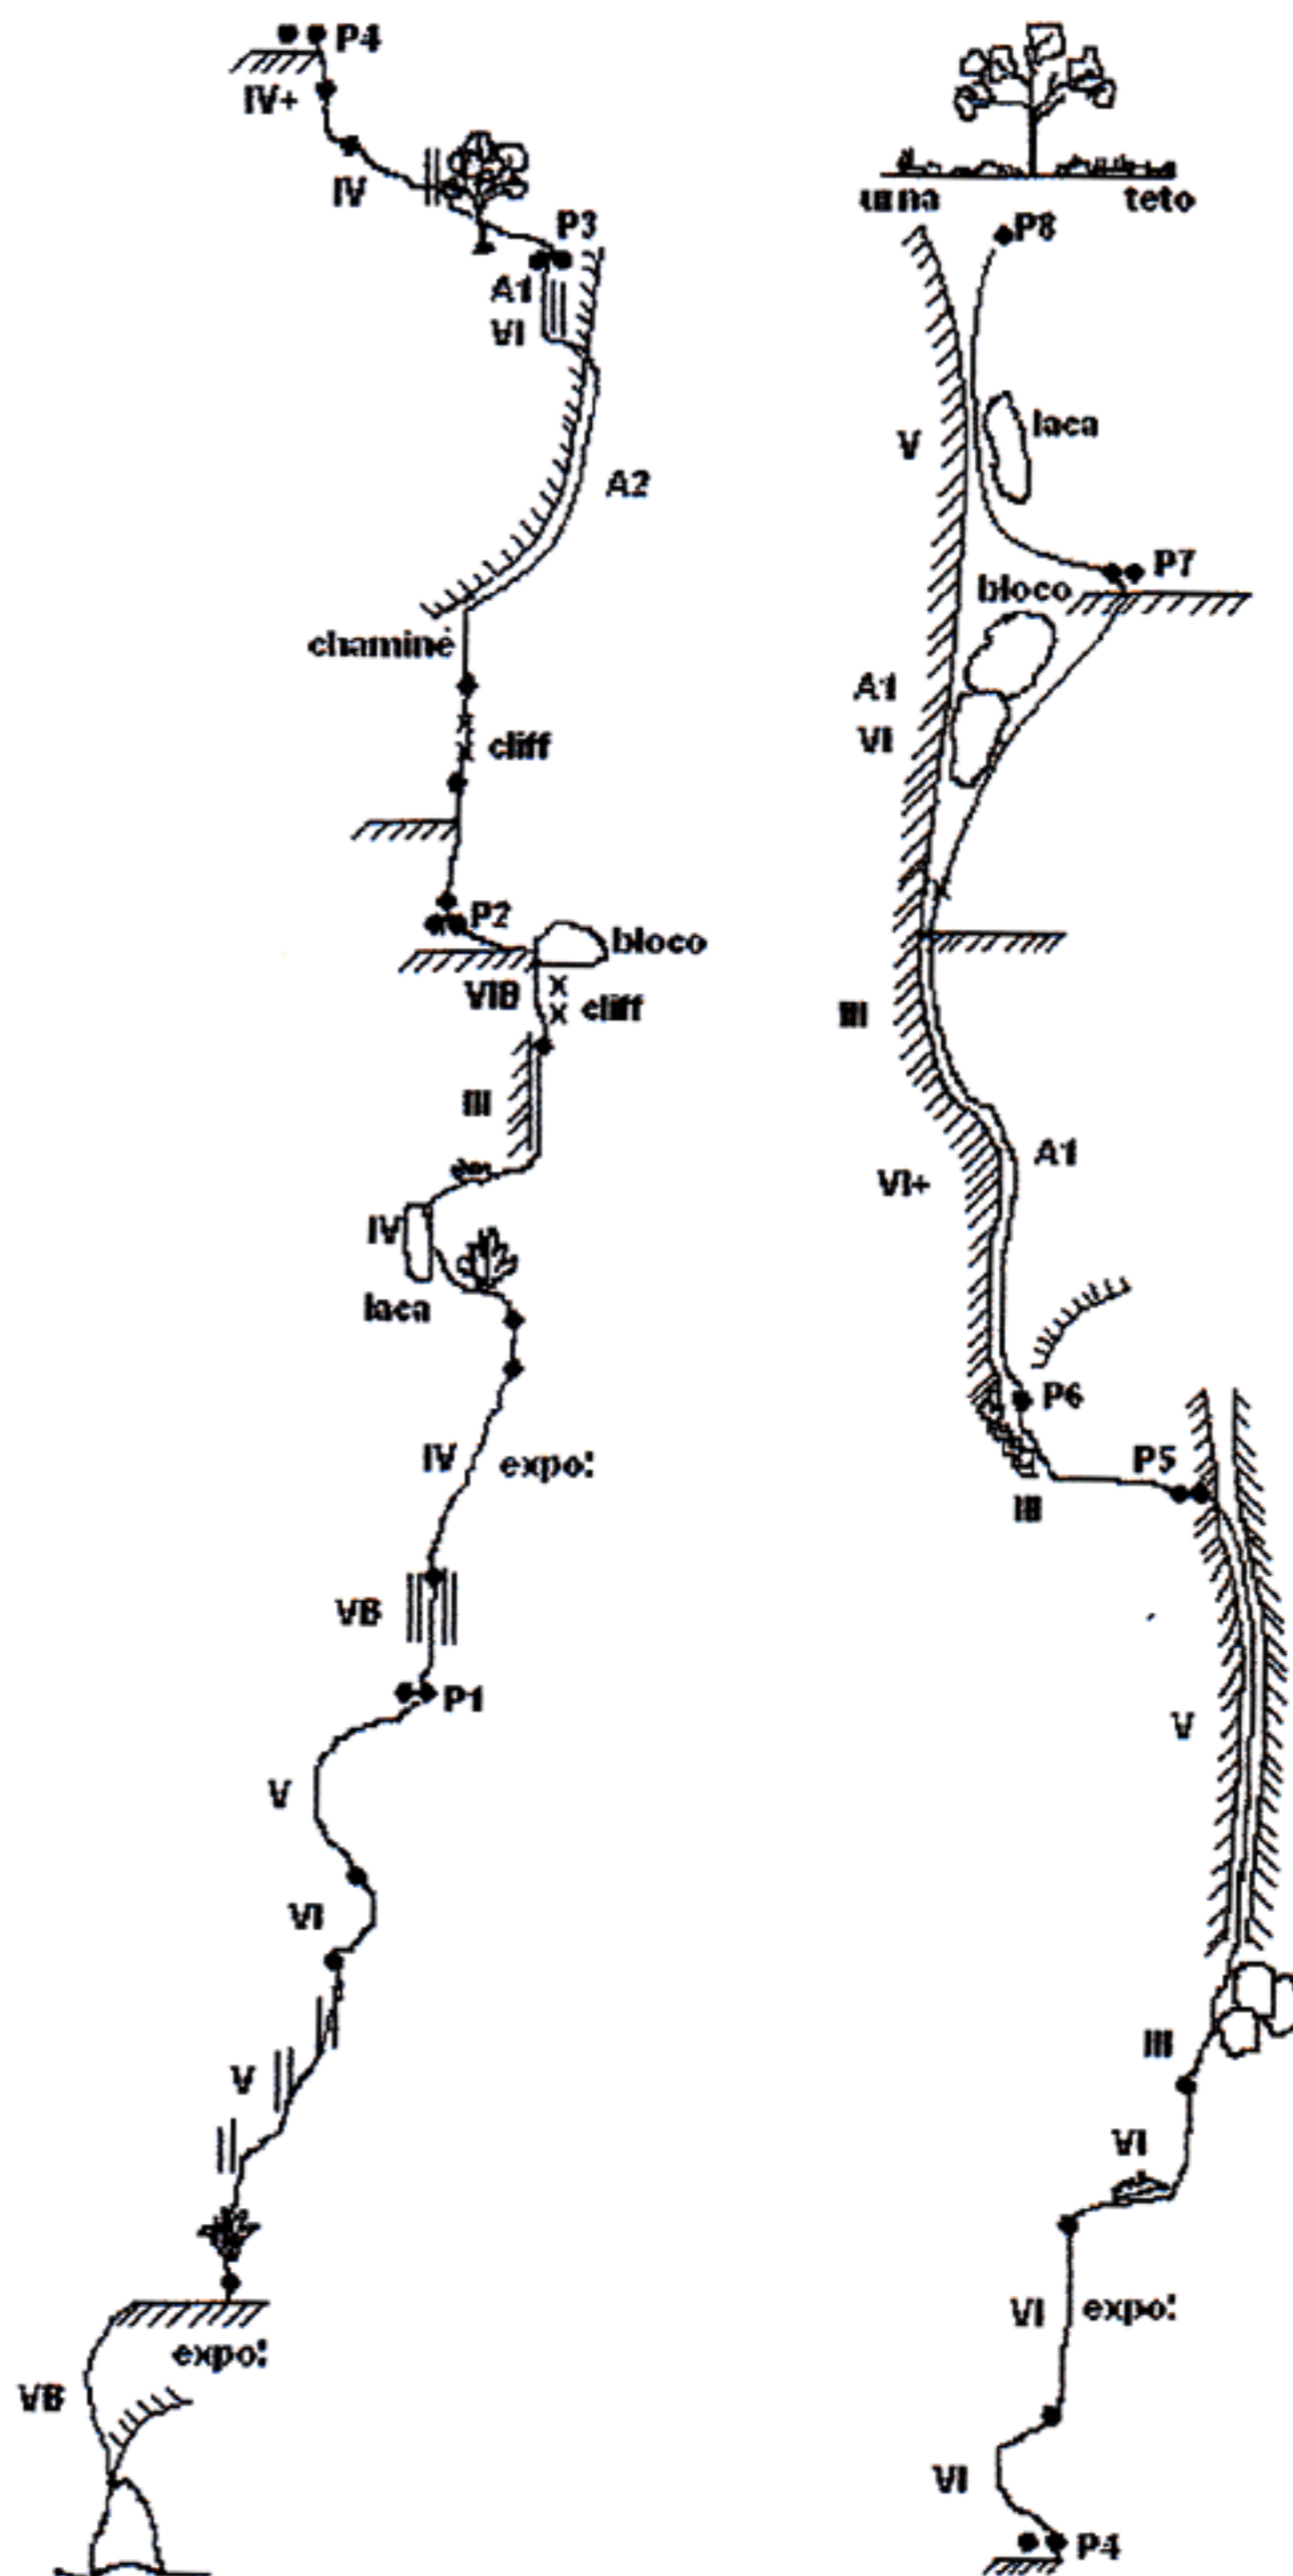 P4
IV+
IV
P3
A1
VI
A2
chaminé
cliff
P2
bloco
VIB
cliff
III
IV
laca
IV
expo!
VB
P1
V
VI
V
expo!
VB
uma
teto
P8
laca
V
P7
bloco
A1
VI
III
A1
VI+
P6
P5
III
V
III
VI
VI
expo!
VI
P4